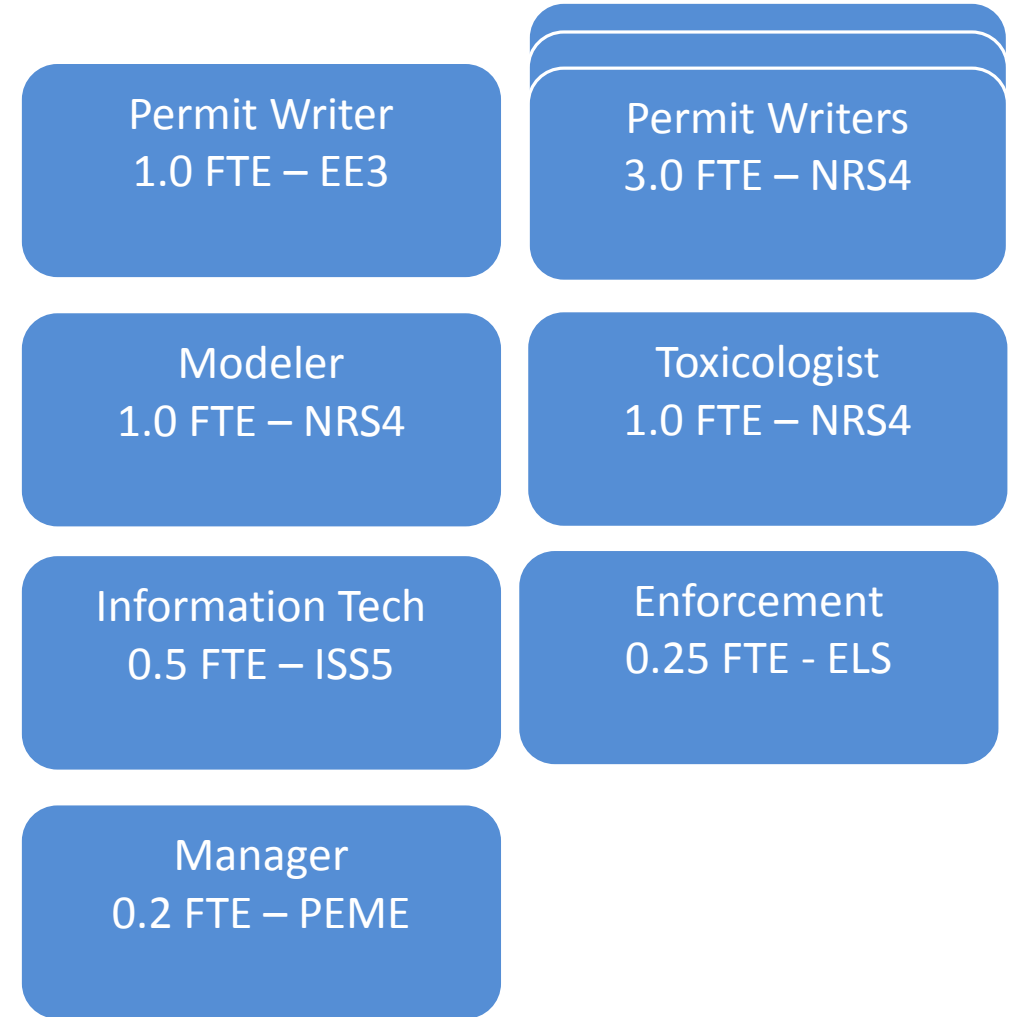 Permit Writer
1.0 FTE – EE3
Permit Writers
3.0 FTE – NRS4
Modeler
1.0 FTE – NRS4
Toxicologist
1.0 FTE – NRS4
Information Tech
0.5 FTE – ISS5
Enforcement
0.25 FTE - ELS
Manager
0.2 FTE – PEME